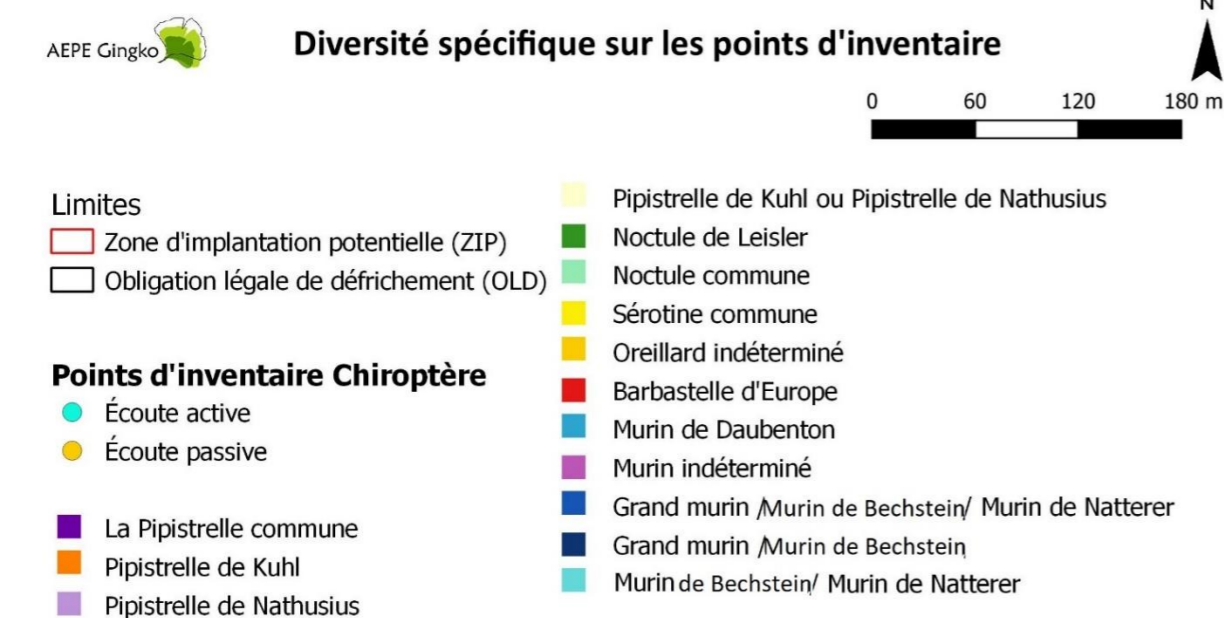 N
AEPE Gingko
Diversité spécifique sur les points d'inventaire
0 60 120 180 m
Limites
Zone d'implantation potentielle (ZIP)
Obligation légale de défrichement (OLD)
Points d'inventaire Chiroptère
Écoute active
Écoute passive
La Pipistrelle commune
Pipistrelle de Kuhl
Pipistrelle de Nathusius
Pipistrelle de Kuhl ou Pipistrelle de Nathusius
Noctule de Leisler
Noctule commune
Sérotine commune
Oreillard indéterminé
Barbastelle d'Europe
Murin de Daubenton
Murin indéterminé
Grand murin /Murin de Bechstein/ Murin de Natterer
Grand murin /Murin de Bechstein
Murin de Bechstein/ Murin de Natterer